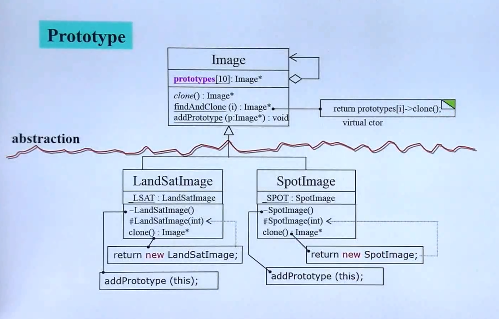 Prototype
Image
prototypes[10]: Image*
clone() : Image*
findAndClone (i) : Image*
addPrototype (p:Image*) : void
return prototypes[i]->clone();
virtual ctor
abstraction
LandSatImage
_LSAT : LandSatImage
-LandSatImage()
#LandSatImage(int)
clone() : Image*
return new LandSatImage;
addPrototype (this);
SpotImage
_SPOT : SpotImage
-SpotImage()
#SpotImage(int)
clone() : Image*
return new SpotImage;
addPrototype (this);